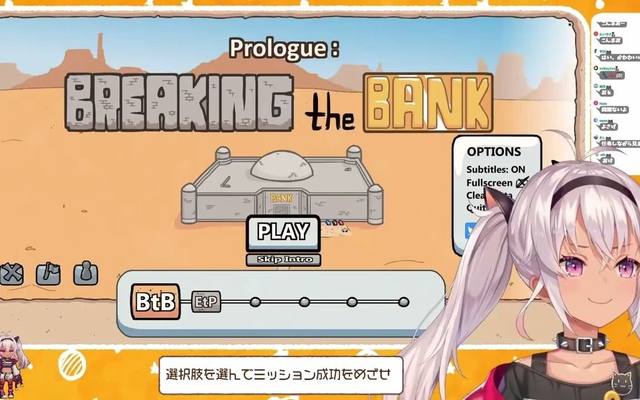 Prologue:
BREAKING the BANK
OPTIONS
Subtitles: ON
Fullscreen
BANK
PLAY
Skip Intro
BtB
EtP
選択肢を選んでミッション成功をめざせ